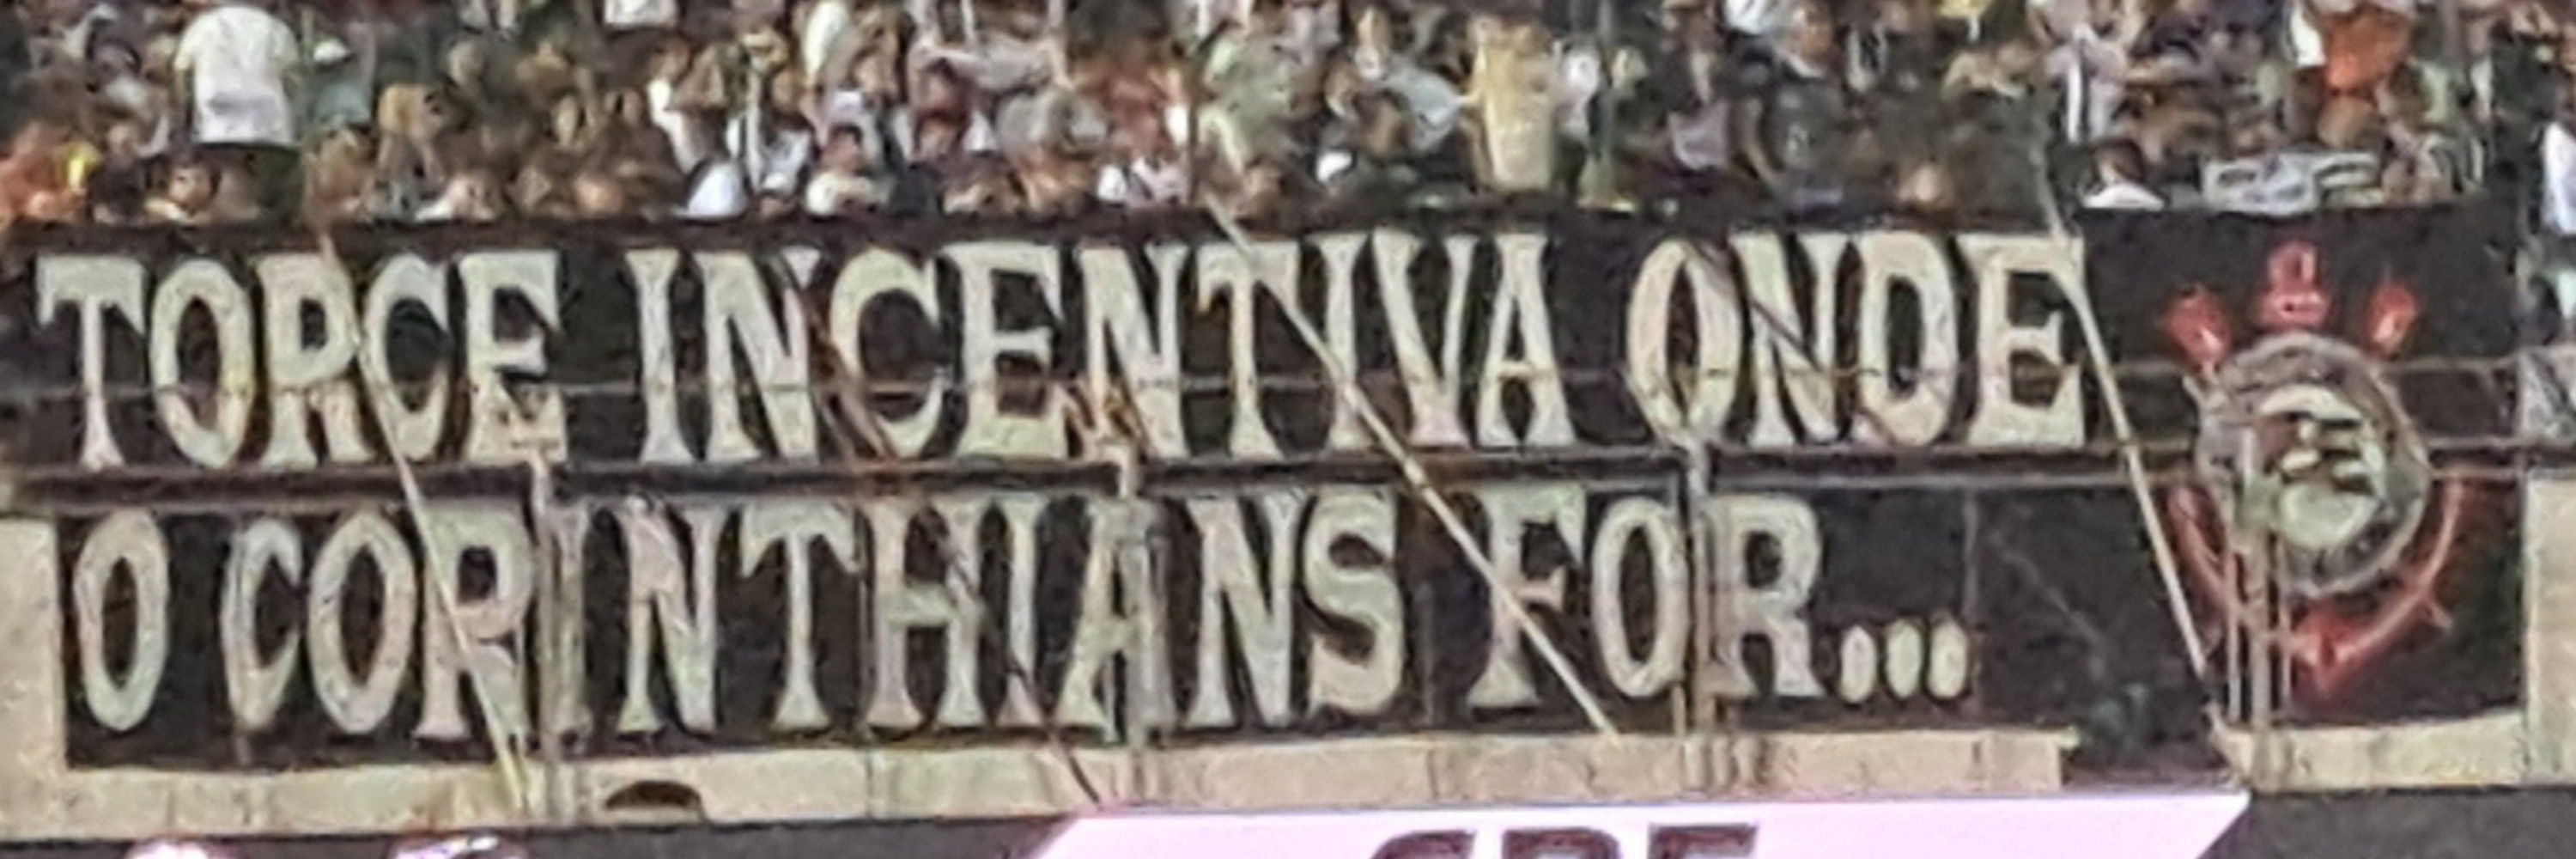 TORCE INCENTIVA ONDE
O CORINTHIANS FOR...